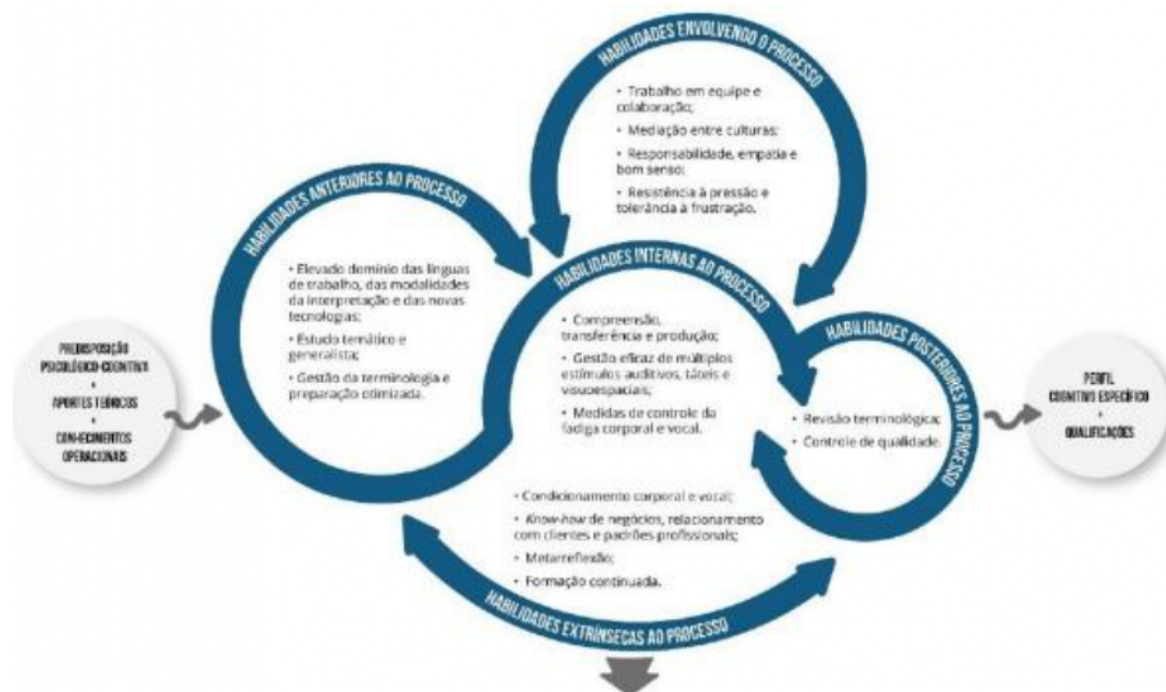 HABILIDADES ENVOLVENDO O PROCESSO
• Trabalho em equipe e
colaboração;
• Mediação entre culturas;
• Responsabilidade, empatia e
bom senso;
• Resistência à pressão e
tolerância a frustração.
HABILIDADES ANTERIORES AO PROCESSO
• Elevado domínio das línguas
de trabalho, das modalidades
da interpretação e das novas
tecnologias;
• Estudo temático e
generalista;
• Gestão da terminologia e
preparação otimizada.
HABILIDADES INTERNAS AO PROCESSO
• Compreensão,
transferência e produção;
• Gestão eficaz de múltiplos
estímulos auditivos, táteis e
visuoespaciais;
• Medidas de controle da
fadiga corporal e vocal.
HABILIDADES POSTERIORES AO PROCESSO
• Revisão terminológica;
• Controle de qualidade.
PREDISPOSIÇÃO
PSICOLÓGICO-COGNITIVA
+
APORTES TEÓRICOS
+
CONHECIMENTOS
OPERACIONAIS
PERFIL
COGNITIVO ESPECÍFICO
+
QUALIFICAÇÕES
• Condicionamento corporal e vocal;
• Know-how de negócios, relacionamento
com clientes e padrões profissionais;
• Metarreflexão;
• Formação continuada.
HABILIDADES EXTRÍNSECAS AO PROCESSO